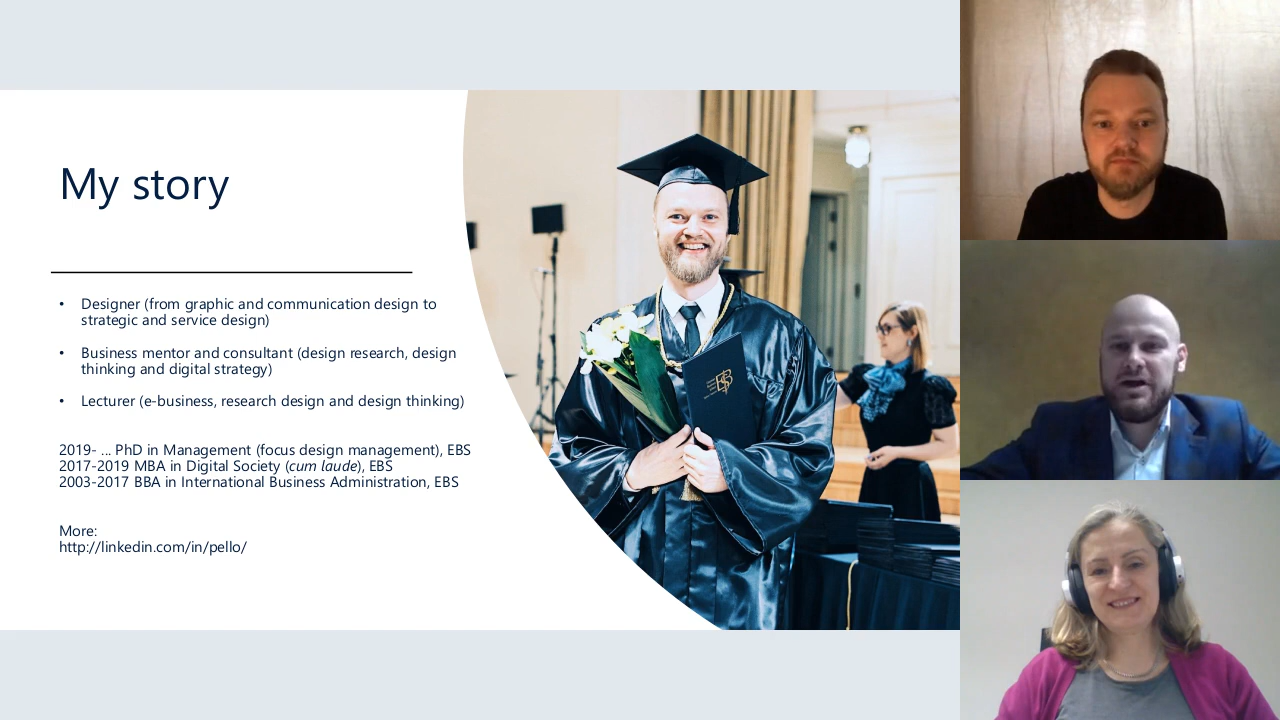 My story
• Designer (from graphic and communication design to
strategic and service design)
• Business mentor and consultant (design research, design
thinking and digital strategy)
• Lecturer (e-business, research design and design thinking)
2019- ... PhD in Management (focus design management), EBS
2017-2019 MBA in Digital Society (cum laude), EBS
2003-2017 BBA in International Business Administration, EBS
More:
http://linkedin.com/in/pello/
EBS